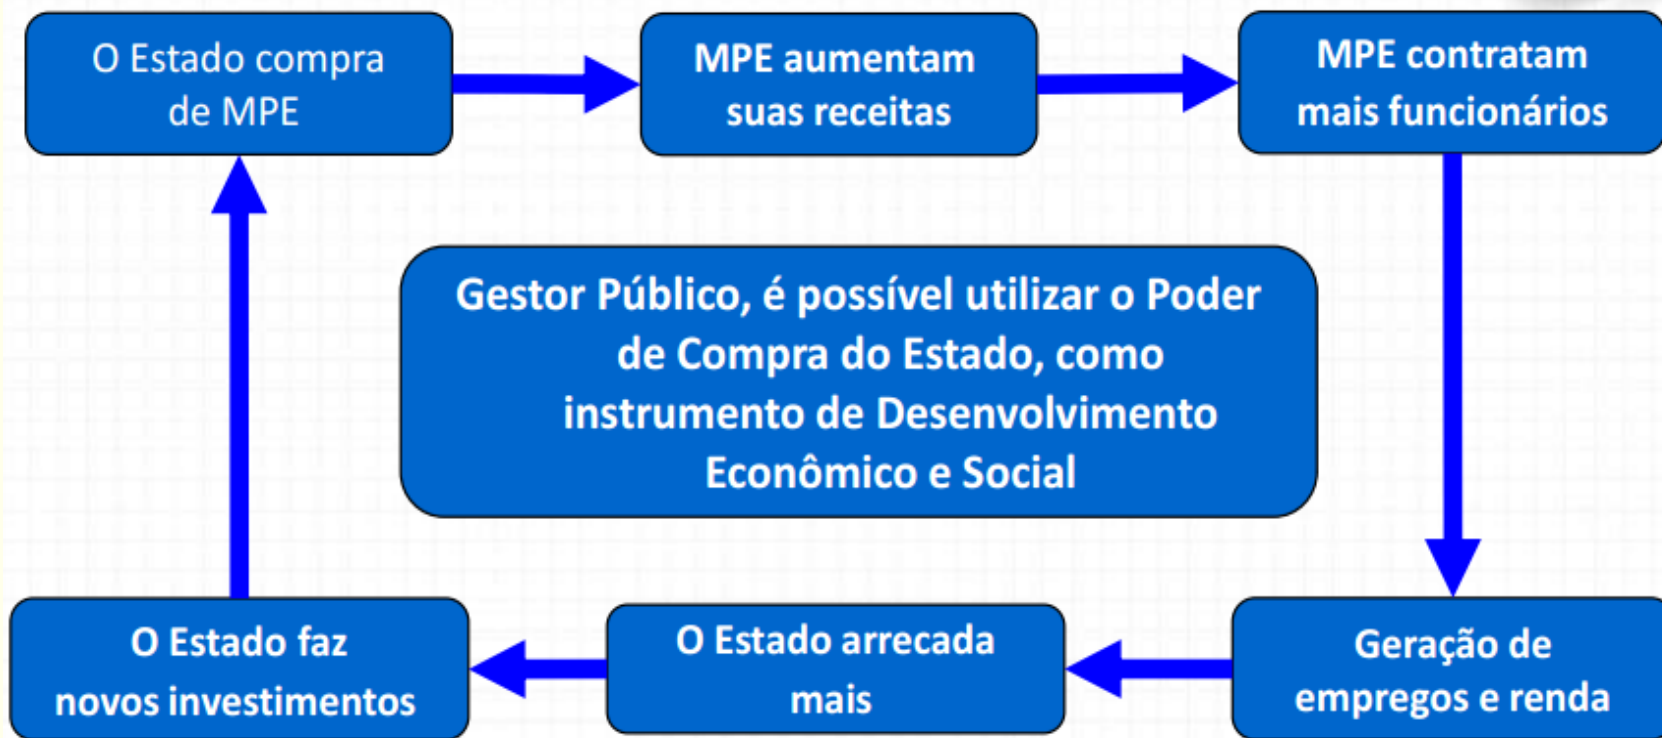 O Estado compra
de MPE
MPE aumentam
suas receitas
MPE contratam
mais funcionários
Gestor Público, é possível utilizar o Poder
de Compra do Estado, como
instrumento de Desenvolvimento
Econômico e Social
O Estado faz
novos investimentos
O Estado arrecada
mais
Geração de
empregos e renda